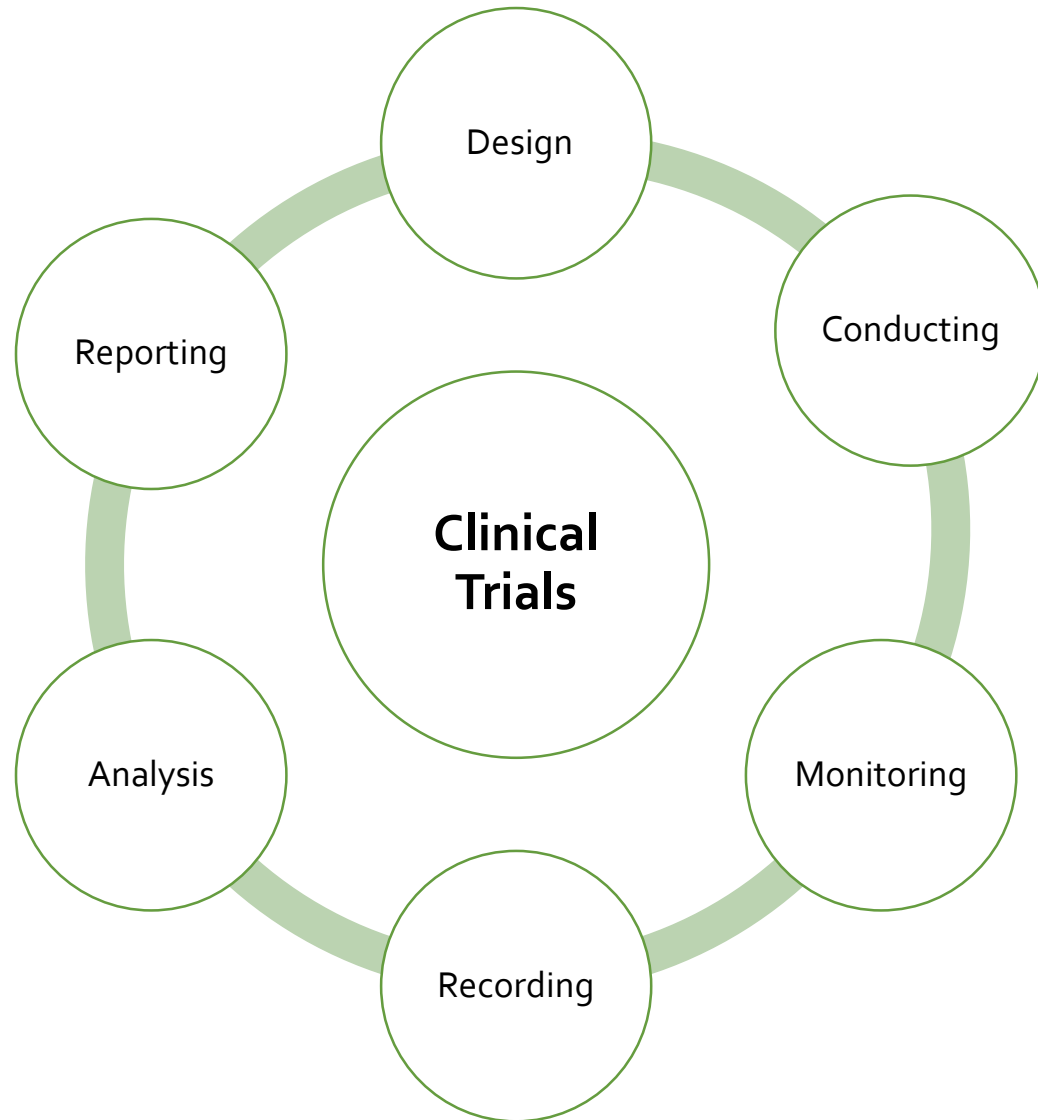 Design
Conducting
Monitoring
Recording
Analysis
Reporting
Clinical
Trials